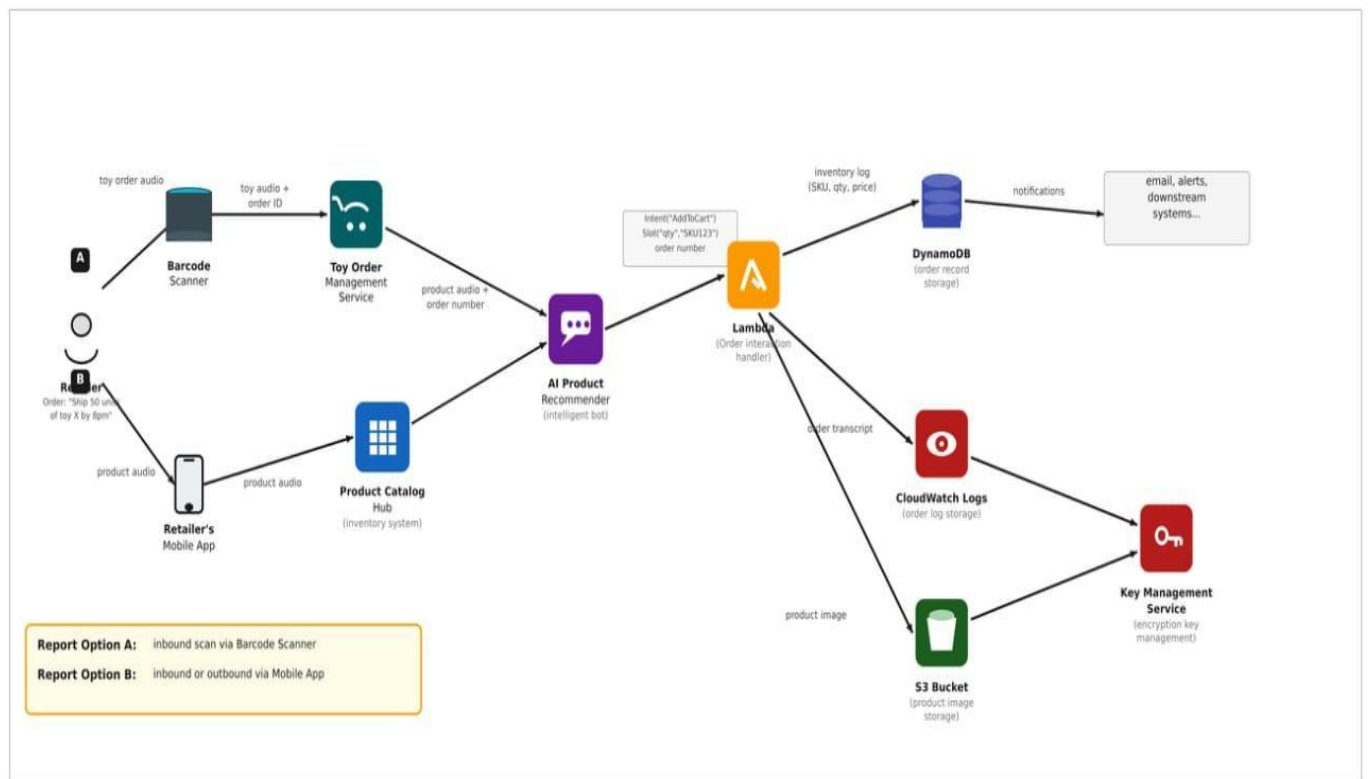 toy order audio
toy audio +
order ID
Barcode
Scanner
Toy Order
Management
Service
A
B
Retailer
Order: "Ship 50 units
of toy X by 8pm"
product audio
Retailer's
Mobile App
product audio
Product Catalog
Hub
(inventory system)
product audio +
order number
AI Product
Recommender
(intelligent bot)
Intent("AddToCart")
Slot("qty","SKU123")
order number
Lambda
(Order interaction
handler)
inventory log
(SKU, qty, price)
DynamoDB
(order record
storage)
notifications
email, alerts,
downstream
systems...
order transcript
CloudWatch Logs
(order log storage)
product image
S3 Bucket
(product image
storage)
Key Management
Service
(encryption key
management)
Report Option A: inbound scan via Barcode Scanner
Report Option B: inbound or outbound via Mobile App